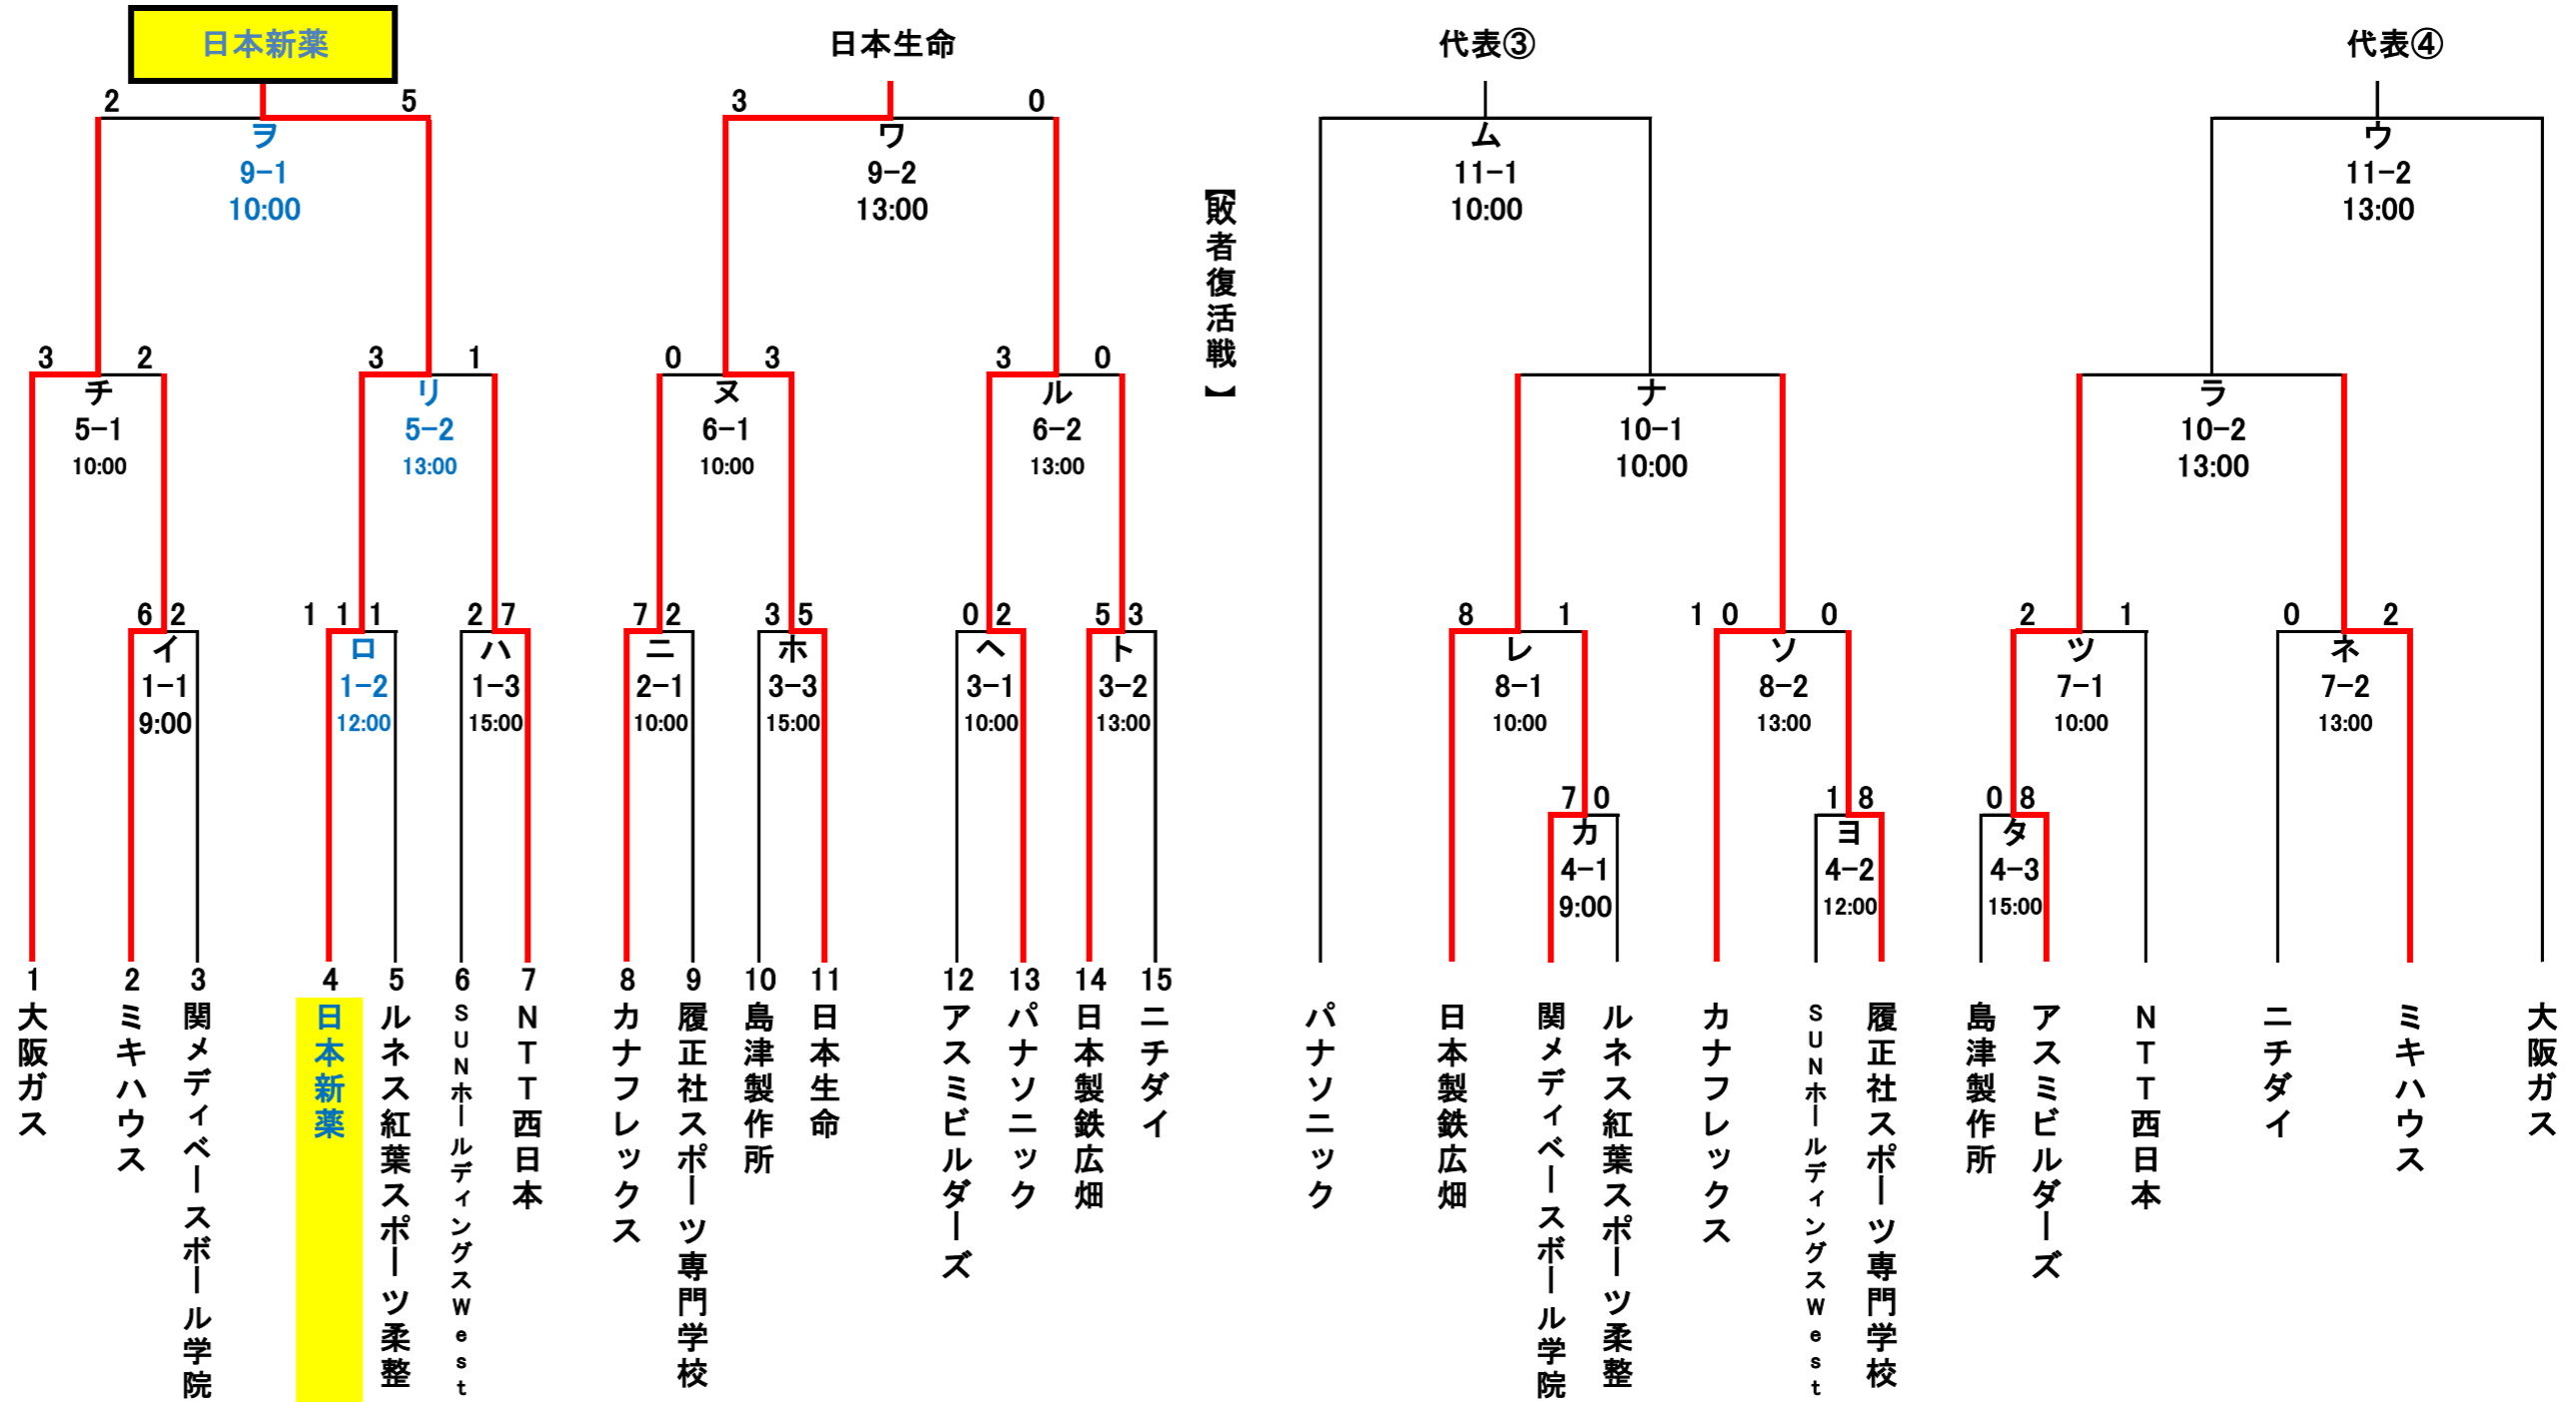 日本新薬
日本生命
代表③
代表④
2 5
3 0
ヲ
9-1
10:00
ワ
9-2
13:00
ム
11-1
10:00
ウ
11-2
13:00
【敗者復活戦】
3 2
3 1
0 3
3 0
チ
5-1
10:00
リ
5-2
13:00
ヌ
6-1
10:00
ル
6-2
13:00
ナ
10-1
10:00
ラ
10-2
13:00
6 2
1 1 1
2 7
7 2
3 5
0 2
5 3
8 1
1 0 0
2 1
0 2
イ
1-1
9:00
ロ
1-2
12:00
ハ
1-3
15:00
ニ
2-1
10:00
ホ
3-3
15:00
ヘ
3-1
10:00
ト
3-2
13:00
レ
8-1
10:00
ソ
8-2
13:00
ツ
7-1
10:00
ネ
7-2
13:00
7 0
1 8
0 8
カ
4-1
9:00
ヨ
4-2
12:00
タ
4-3
15:00
1
大阪ガス
2
ミキハウス
3
関メディベースボール学院
4
日本新薬
5
ルネス紅葉スポーツ柔整
6
SUNホールディングスWest
7
NTT西日本
8
カナフレックス
9
履正社スポーツ専門学校
10
島津製作所
11
日本生命
12
アスミビルダーズ
13
パナソニック
14
日本製鉄広畑
15
ニチダイ
パナソニック
日本製鉄広畑
関メディベースボール学院
ルネス紅葉スポーツ柔整
カナフレックス
SUNホールディングスWest
履正社スポーツ専門学校
島津製作所
アスミビルダーズ
NTT西日本
ニチダイ
ミキハウス
大阪ガス